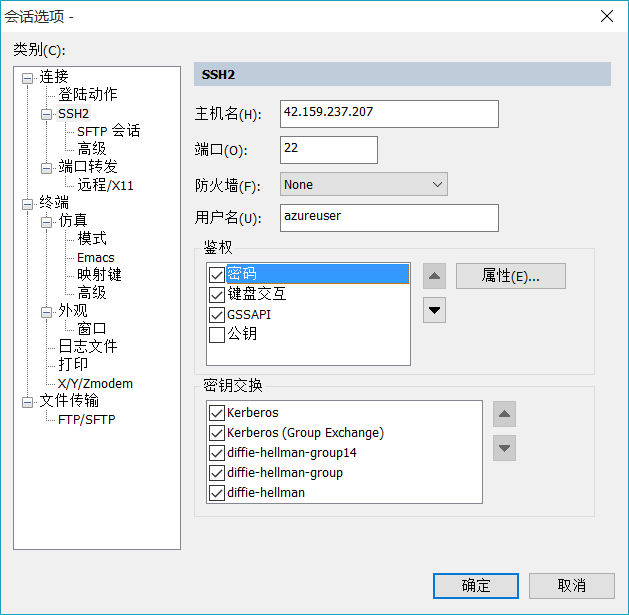 会话选项 -
类别(C):
连接
登陆动作
SSH2
SFTP 会话
高级
端口转发
远程/X11
终端
仿真
模式
Emacs
映射键
高级
外观
窗口
日志文件
打印
X/Y/Zmodem
文件传输
FTP/SFTP
SSH2
主机名(H): 42.159.237.207
端口(O): 22
防火墙(F): None
用户名(U): azureuser
鉴权
密码
键盘交互
GSSAPI
公钥
属性(E)...
密钥交换
Kerberos
Kerberos (Group Exchange)
diffie-hellman-group14
diffie-hellman-group
diffie-hellman
确定 取消